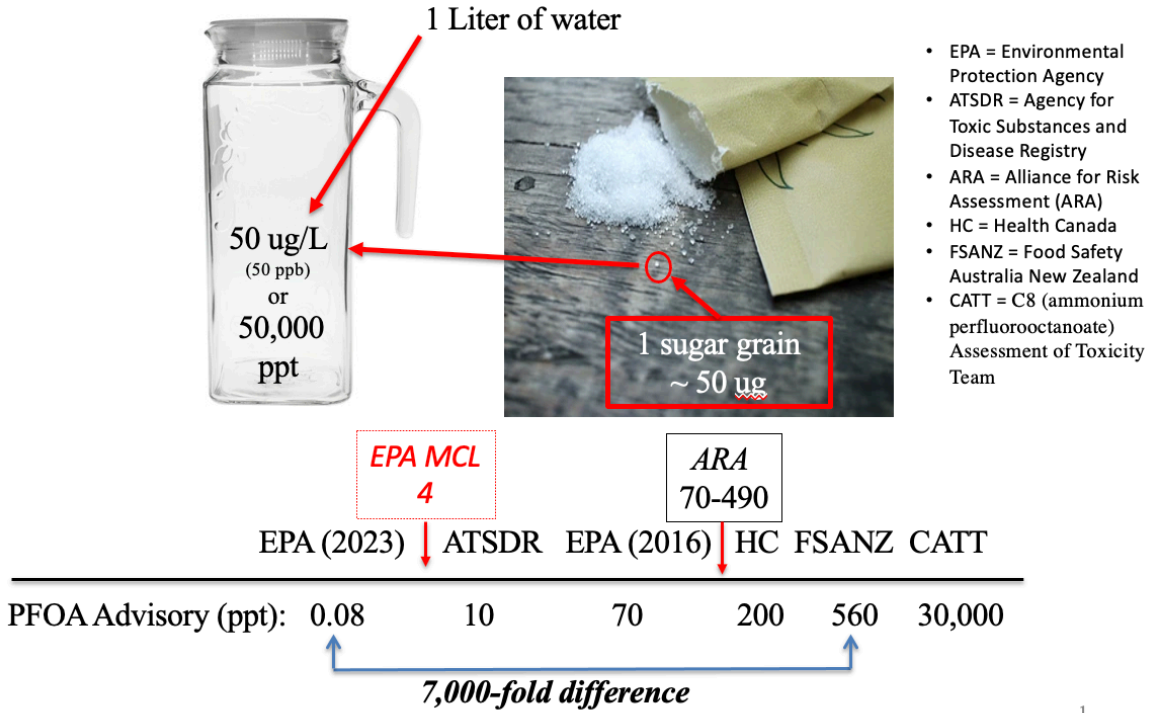 1 Liter of water
50 ug/L
(50 ppb)
or
50,000
ppt
1 sugar grain
~ 50 ug
• EPA = Environmental
Protection Agency
• ATSDR = Agency for
Toxic Substances and
Disease Registry
• ARA = Alliance for Risk
Assessment (ARA)
• HC = Health Canada
• FSANZ = Food Safety
Australia New Zealand
• CATT = C8 (ammonium
perfluorooctanoate)
Assessment of Toxicity
Team
EPA MCL
4
ARA
70-490
EPA (2023) ATSDR EPA (2016) HC FSANZ CATT
PFOA Advisory (ppt): 0.08 10 70 200 560 30,000
7,000-fold difference
1